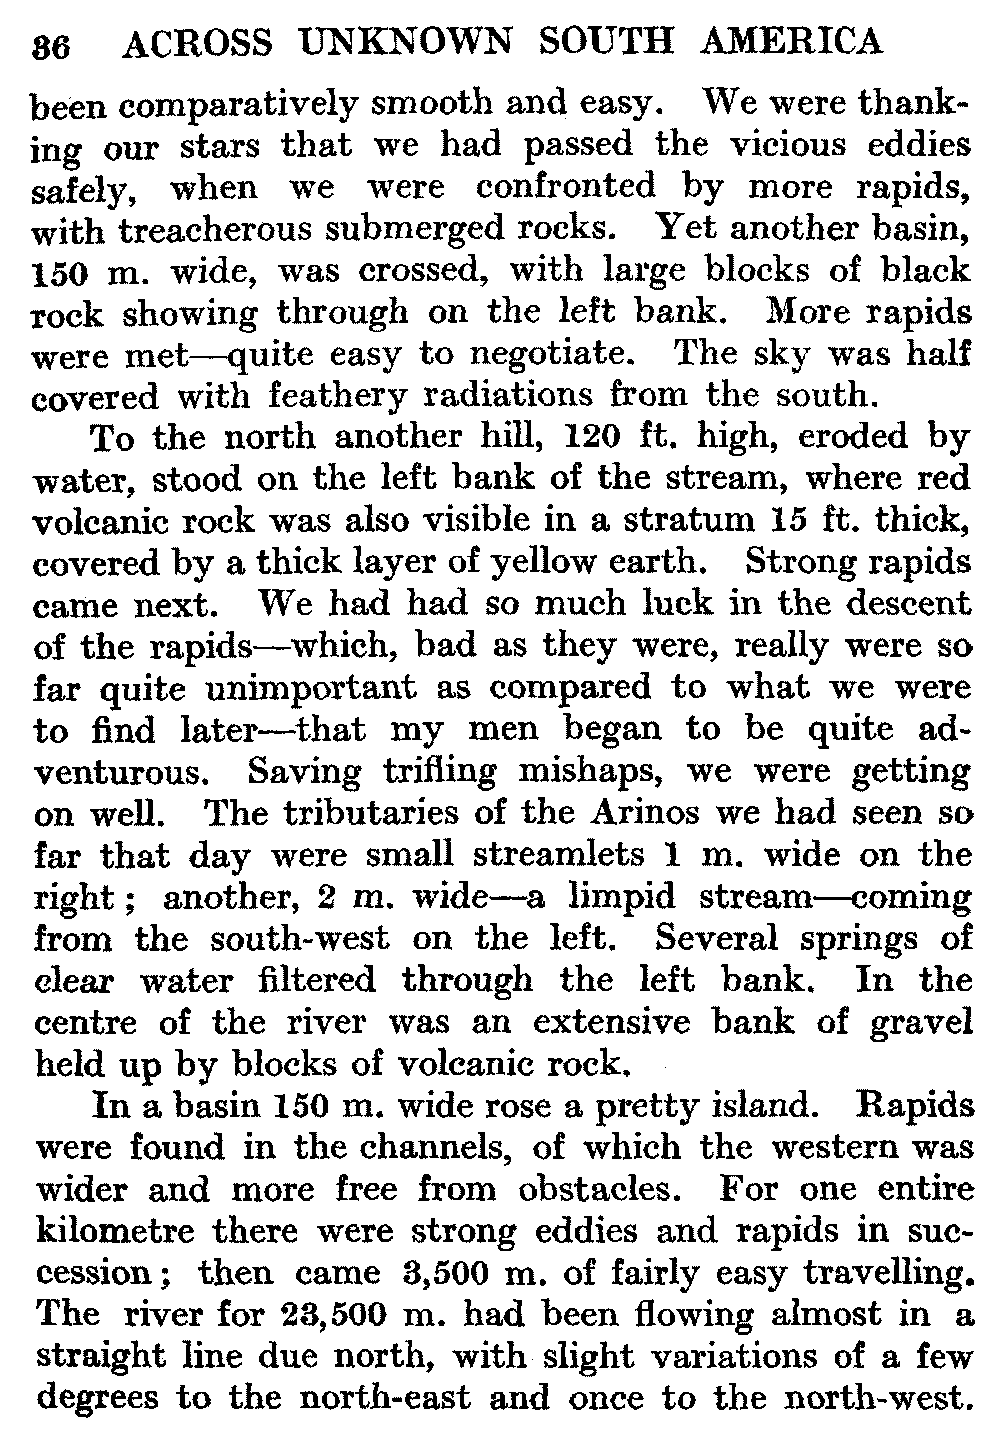 36 ACROSS UNKNOWN SOUTH AMERICA
been comparatively smooth and easy. We were thank-
ing our stars that we had passed the vicious eddies
safely, when we were confronted by more rapids,
with treacherous submerged rocks. Yet another basin,
150 m. wide, was crossed, with large blocks of black
rock showing through on the left bank. More rapids
were met—quite easy to negotiate. The sky was half
covered with feathery radiations from the south.
To the north another hill, 120 ft. high, eroded by
water, stood on the left bank of the stream, where red
volcanic rock was also visible in a stratum 15 ft. thick,
covered by a thick layer of yellow earth. Strong rapids
came next. We had had so much luck in the descent
of the rapids—which, bad as they were, really were so
far quite unimportant as compared to what we were
to find later—that my men began to be quite ad-
venturous. Saving trifling mishaps, we were getting
on well. The tributaries of the Arinos we had seen so
far that day were small streamlets 1 m. wide on the
right; another, 2 m. wide—a limpid stream—coming
from the south-west on the left. Several springs of
clear water filtered through the left bank. In the
centre of the river was an extensive bank of gravel
held up by blocks of volcanic rock.
In a basin 150 m. wide rose a pretty island. Rapids
were found in the channels, of which the western was
wider and more free from obstacles. For one entire
kilometre there were strong eddies and rapids in suc-
cession; then came 3,500 m. of fairly easy travelling.
The river for 23,500 m. had been flowing almost in a
straight line due north, with slight variations of a few
degrees to the north-east and once to the north-west.